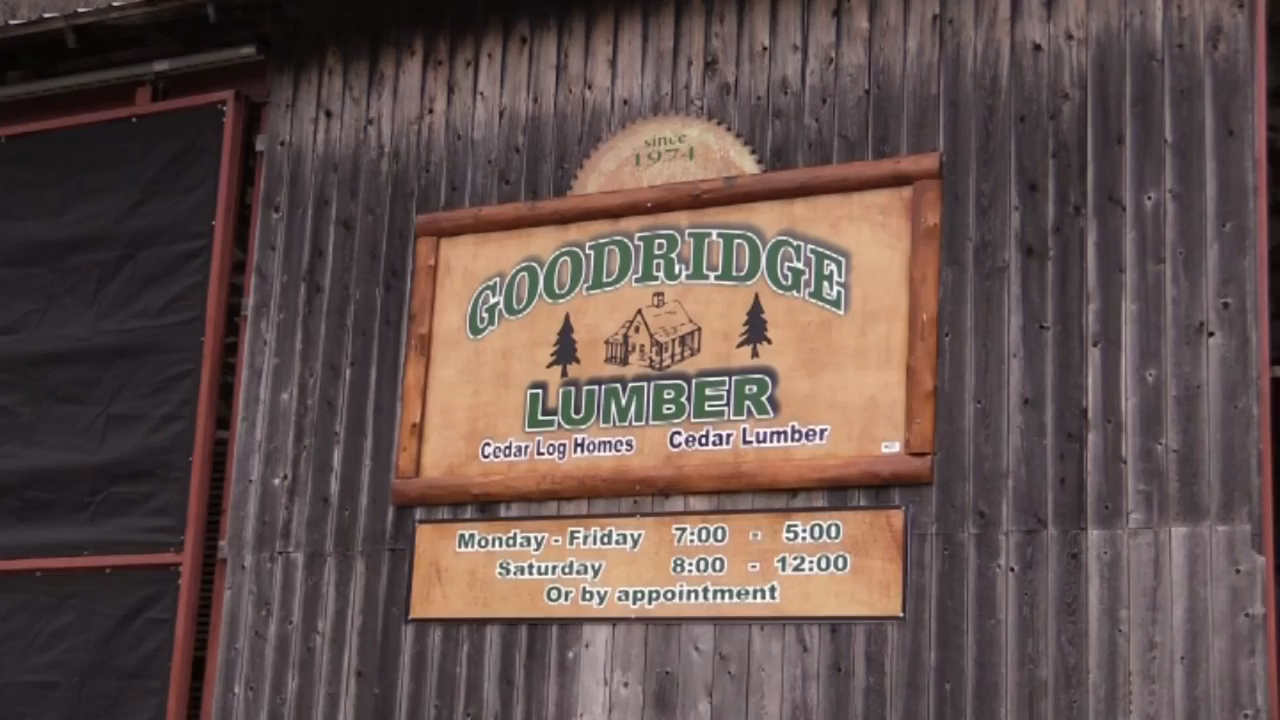 since
1974
GOODRIDGE
LUMBER
Cedar Log Homes Cedar Lumber
Monday - Friday 7:00 - 5:00
Saturday 8:00 - 12:00
Or by appointment